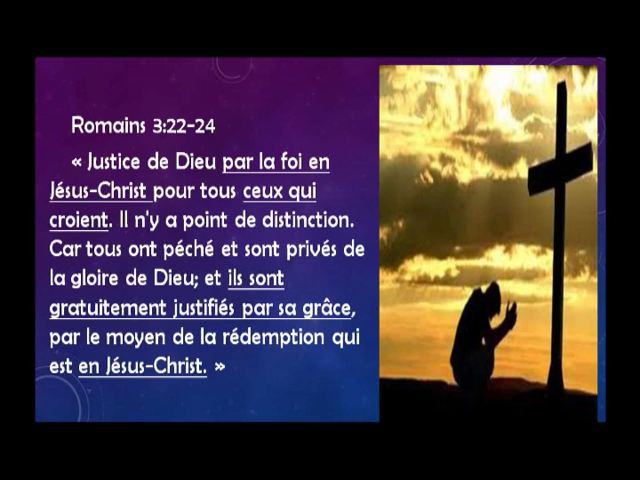 Romains 3:22-24
« Justice de Dieu par la foi en
Jésus-Christ pour tous ceux qui
croient. Il n'y a point de distinction.
Car tous ont péché et sont privés de
la gloire de Dieu; et ils sont
gratuitement justifiés par sa grâce,
par le moyen de la rédemption qui
est en Jésus-Christ. »